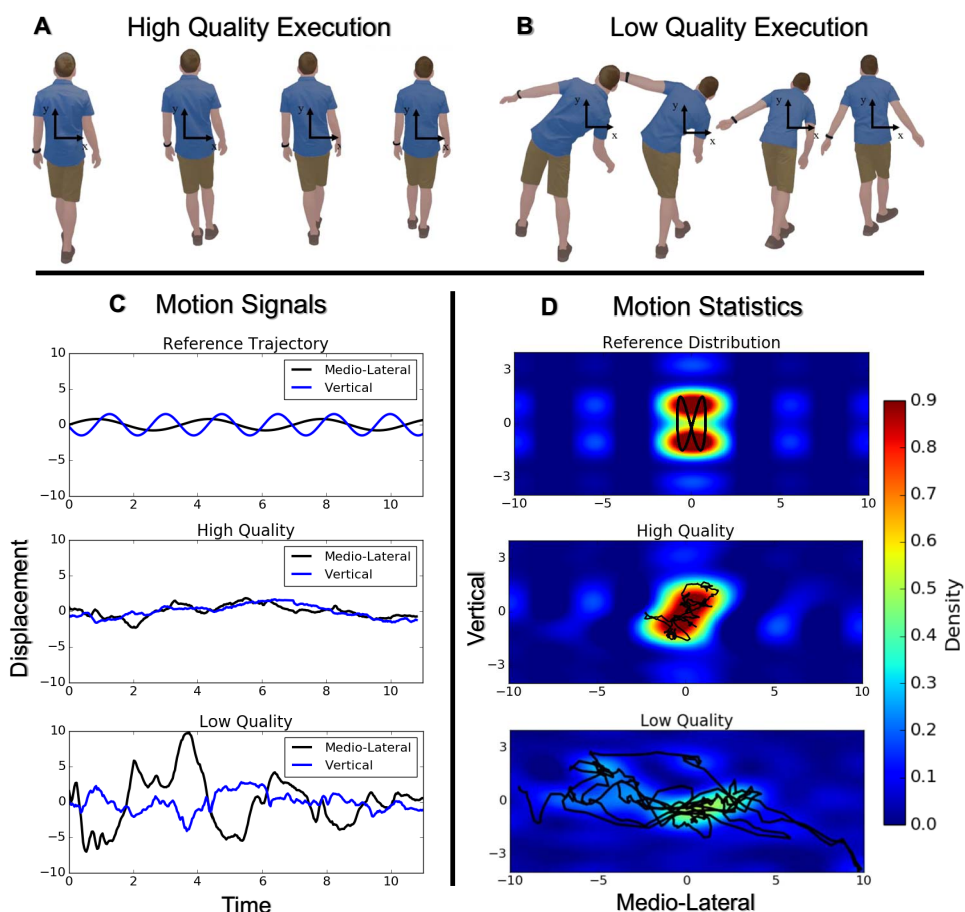 A High Quality Execution
B Low Quality Execution
y
x
y
x
y
x
y
x
y
x
y
x
y
x
y
x
C Motion Signals
Reference Trajectory
Medio-Lateral
Vertical
10
5
0
−5
−10
0 2 4 6 8 10
High Quality
Medio-Lateral
Vertical
10
5
0
−5
−10
0 2 4 6 8 10
Low Quality
Medio-Lateral
Vertical
10
5
0
−5
−10
0 2 4 6 8 10
Displacement
Time
D Motion Statistics
Reference Distribution
3
0
−3
−10 −5 0 5 10
High Quality
3
0
−3
−10 −5 0 5 10
Low Quality
3
0
−3
−10 −5 0 5 10
Vertical
Medio-Lateral
0.9
0.8
0.7
0.6
0.5
0.4
0.3
0.2
0.1
0.0
Density